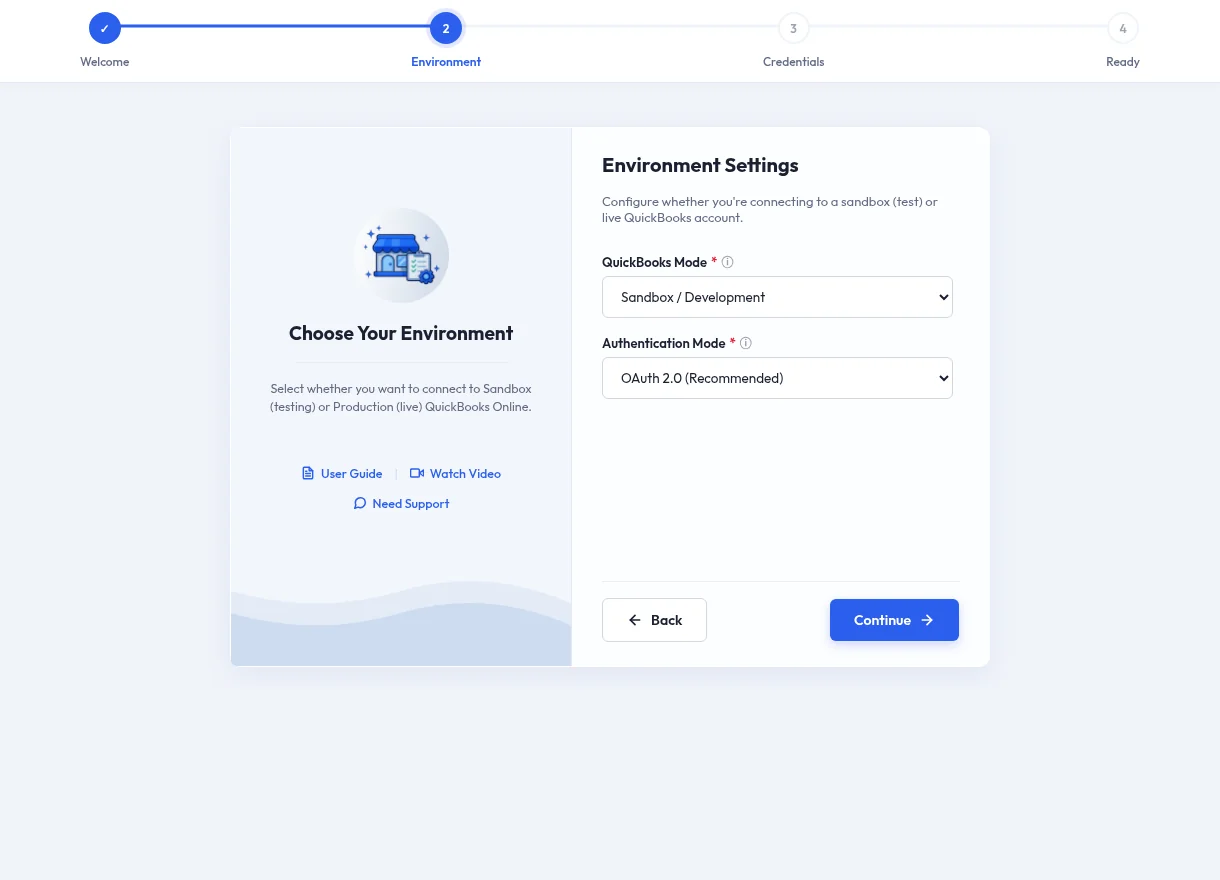 ✓
2
3
4
Welcome
Environment
Credentials
Ready
Choose Your Environment
Select whether you want to connect to Sandbox
(testing) or Production (live) QuickBooks Online.
User Guide | Watch Video
Need Support
Environment Settings
Configure whether you're connecting to a sandbox (test) or
live QuickBooks account.
QuickBooks Mode * ⓘ
Sandbox / Development
Authentication Mode * ⓘ
OAuth 2.0 (Recommended)
← Back
Continue →